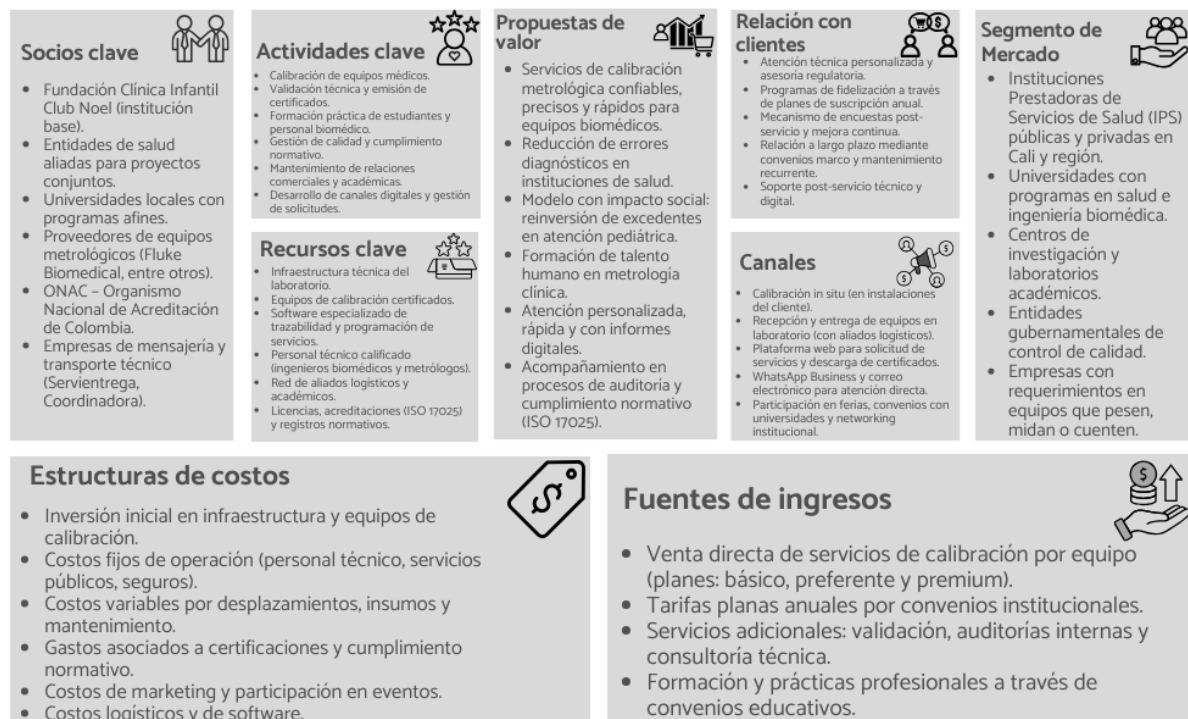 Socios clave
• Fundación Clínica Infantil
Club Noel (institución
base).
• Entidades de salud
aliadas para proyectos
conjuntos.
• Universidades locales con
programas afines.
• Proveedores de equipos
metrológicos (Fluke
Biomedical, entre otros).
• ONAC – Organismo
Nacional de Acreditación
de Colombia.
• Empresas de mensajería y
transporte técnico
(Servientrega,
Coordinadora).
Actividades clave
• Calibración de equipos médicos.
• Validación técnica y emisión de
certificados.
• Formación práctica de estudiantes y
personal biomédico.
• Gestión de calidad y cumplimiento
normativo.
• Mantenimiento de relaciones
comerciales y académicas.
• Desarrollo de canales digitales y gestión
de solicitudes.
Recursos clave
• Infraestructura técnica del
laboratorio.
• Equipos de calibración certificados.
• Software especializado de
trazabilidad y programación de
servicios.
• Personal técnico calificado
(ingenieros biomédicos y metrólogos).
• Red de aliados logísticos y
académicos.
• Licencias, acreditaciones (ISO 17025)
y registros normativos.
Propuestas de
valor
• Servicios de calibración
metrológica confiables,
precisos y rápidos para
equipos biomédicos.
• Reducción de errores
diagnósticos en
instituciones de salud.
• Modelo con impacto social:
reinversión de excedentes
en atención pediátrica.
• Formación de talento
humano en metrología
clínica.
• Atención personalizada,
rápida y con informes
digitales.
• Acompañamiento en
procesos de auditoría y
cumplimiento normativo
(ISO 17025).
Relación con
clientes
• Atención técnica personalizada y
asesoría regulatoria.
• Programas de fidelización a través
de planes de suscripción anual.
• Mecanismo de encuestas post-
servicio y mejora continua.
• Relación a largo plazo mediante
convenios marco y mantenimiento
recurrente.
• Soporte post-servicio técnico y
digital.
Canales
• Calibración in situ (en instalaciones
del cliente).
• Recepción y entrega de equipos en
laboratorio (con aliados logísticos).
• Plataforma web para solicitud de
servicios y descarga de certificados.
• WhatsApp Business y correo
electrónico para atención directa.
• Participación en ferias, convenios con
universidades y networking
institucional.
Segmento de
Mercado
• Instituciones
Prestadoras de
Servicios de Salud (IPS)
públicas y privadas en
Cali y región.
• Universidades con
programas en salud e
ingeniería biomédica.
• Centros de
investigación y
laboratorios
académicos.
• Entidades
gubernamentales de
control de calidad.
• Empresas con
requerimientos en
equipos que pesen,
midan o cuenten.
Estructuras de costos
• Inversión inicial en infraestructura y equipos de
calibración.
• Costos fijos de operación (personal técnico, servicios
públicos, seguros).
• Costos variables por desplazamientos, insumos y
mantenimiento.
• Gastos asociados a certificaciones y cumplimiento
normativo.
• Costos de marketing y participación en eventos.
• Costos logísticos y de software.
Fuentes de ingresos
• Venta directa de servicios de calibración por equipo
(planes: básico, preferente y premium).
• Tarifas planas anuales por convenios institucionales.
• Servicios adicionales: validación, auditorías internas y
consultoría técnica.
• Formación y prácticas profesionales a través de
convenios educativos.